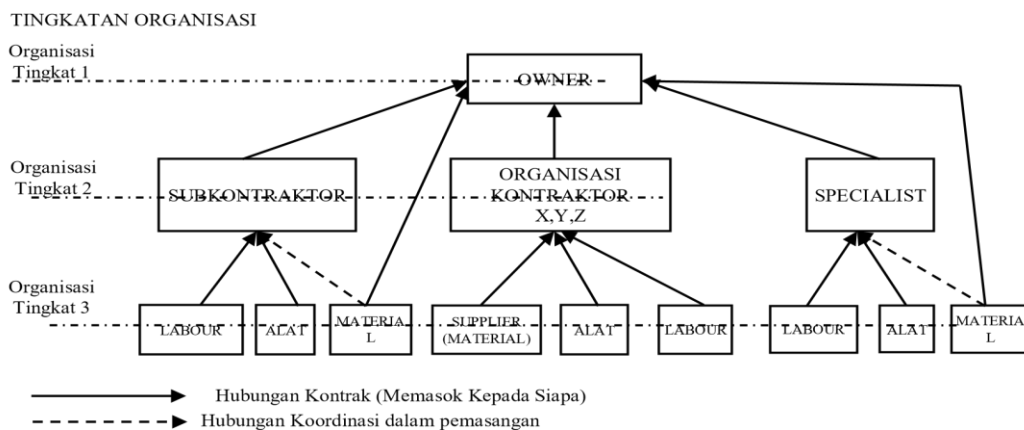 TINGKATAN ORGANISASI
Organisasi
Tingkat 1
OWNER
Organisasi
Tingkat 2
SUBKONTRAKTOR
ORGANISASI
KONTRAKTOR
X,Y,Z
SPECIALIST
Organisasi
Tingkat 3
LABOUR
ALAT
MATERIA
L
SUPPLIER
(MATERIAL)
ALAT
LABOUR
LABOUR
ALAT
MATERIA
L
Hubungan Kontrak (Memasok Kepada Siapa)
Hubungan Koordinasi dalam pemasangan